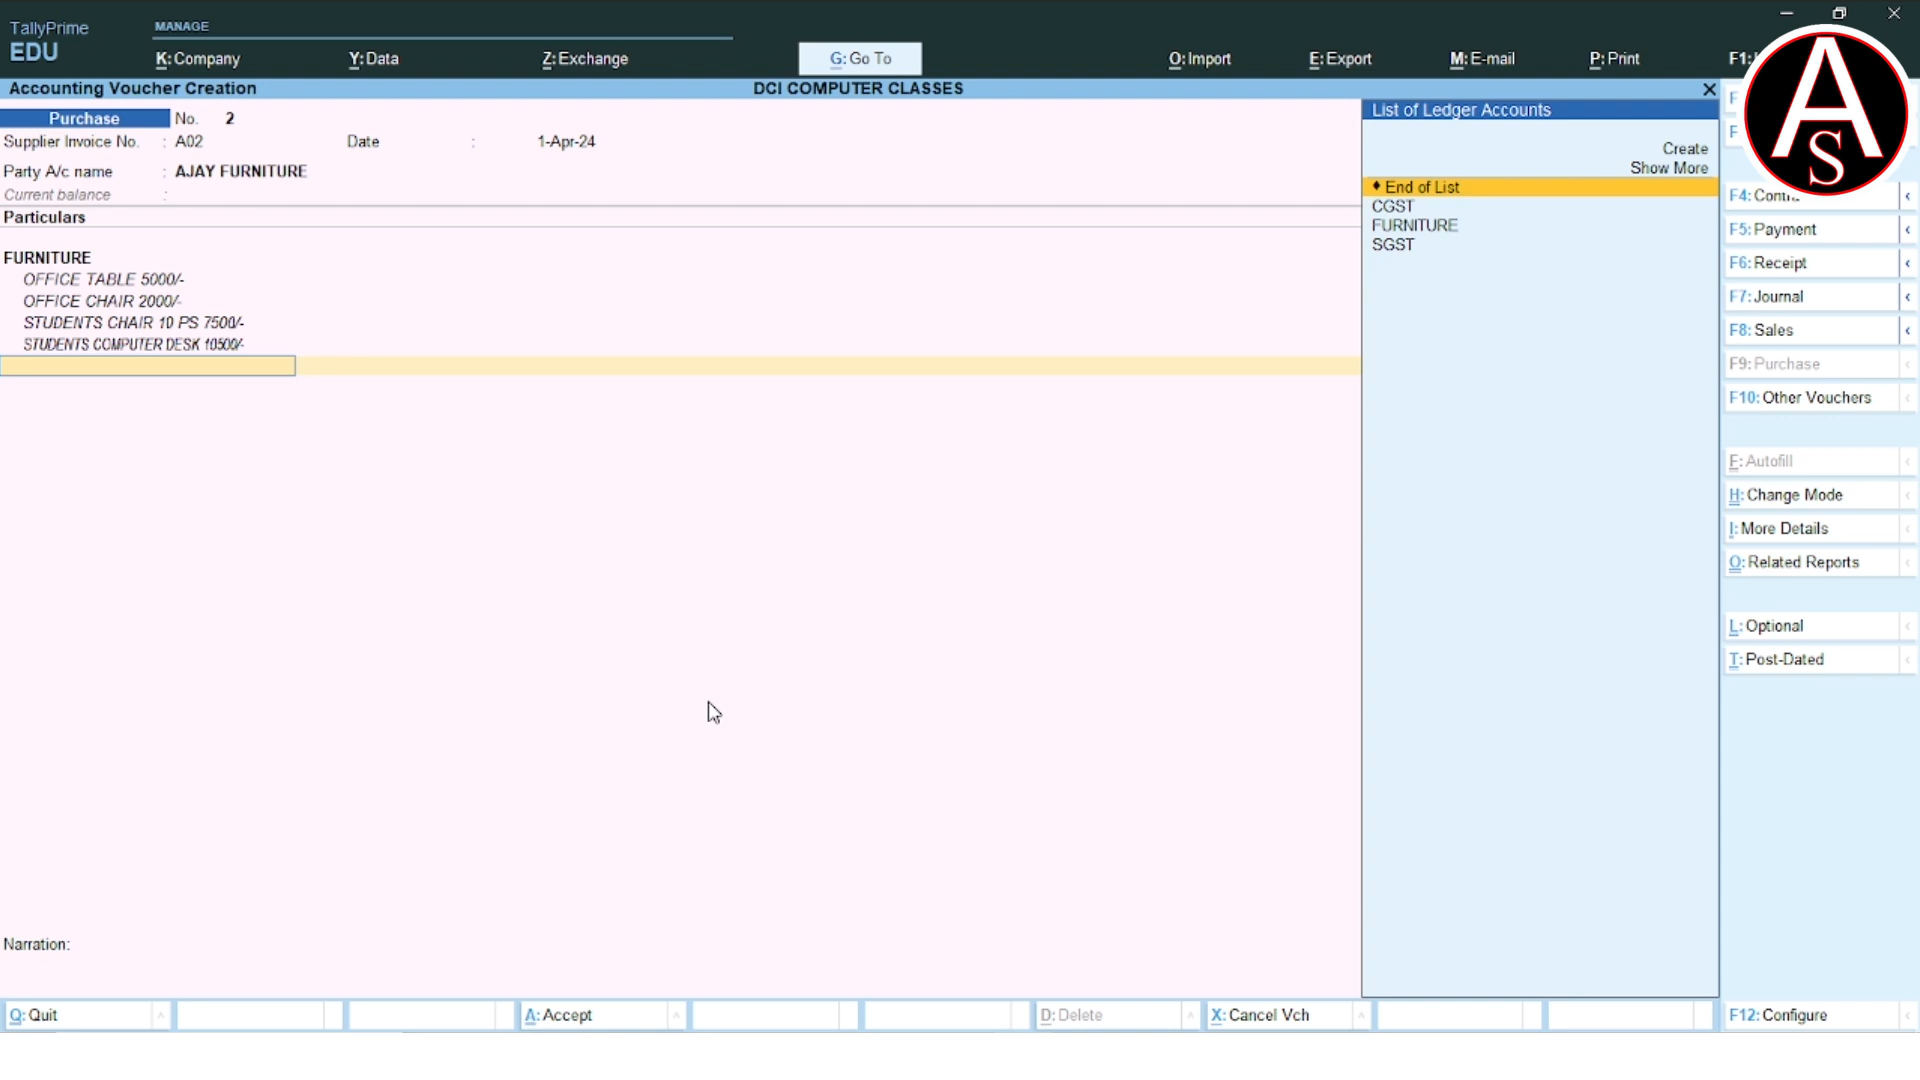 TallyPrime
EDU
MANAGE
K: Company
Y: Data
Z: Exchange
G: Go To
O: Import
E: Export
M: E-mail
P: Print
F1:
Accounting Voucher Creation
DCI COMPUTER CLASSES
Purchase No. 2
Supplier Invoice No. : A02 Date : 1-Apr-24
Party A/c name : AJAY FURNITURE
Current balance :
Particulars
FURNITURE
OFFICE TABLE 5000/-
OFFICE CHAIR 2000/-
STUDENTS CHAIR 10 PS 7500/-
STUDENTS COMPUTER DESK 10500/-
Narration:
List of Ledger Accounts
Create
Show More
♦ End of List
CGST
FURNITURE
SGST
AS
F
F
F4: Contra
F5: Payment
F6: Receipt
F7: Journal
F8: Sales
F9: Purchase
F10: Other Vouchers
F: Autofill
H: Change Mode
I: More Details
O: Related Reports
L: Optional
T: Post-Dated
Q: Quit
A: Accept
D: Delete
X: Cancel Vch
F12: Configure